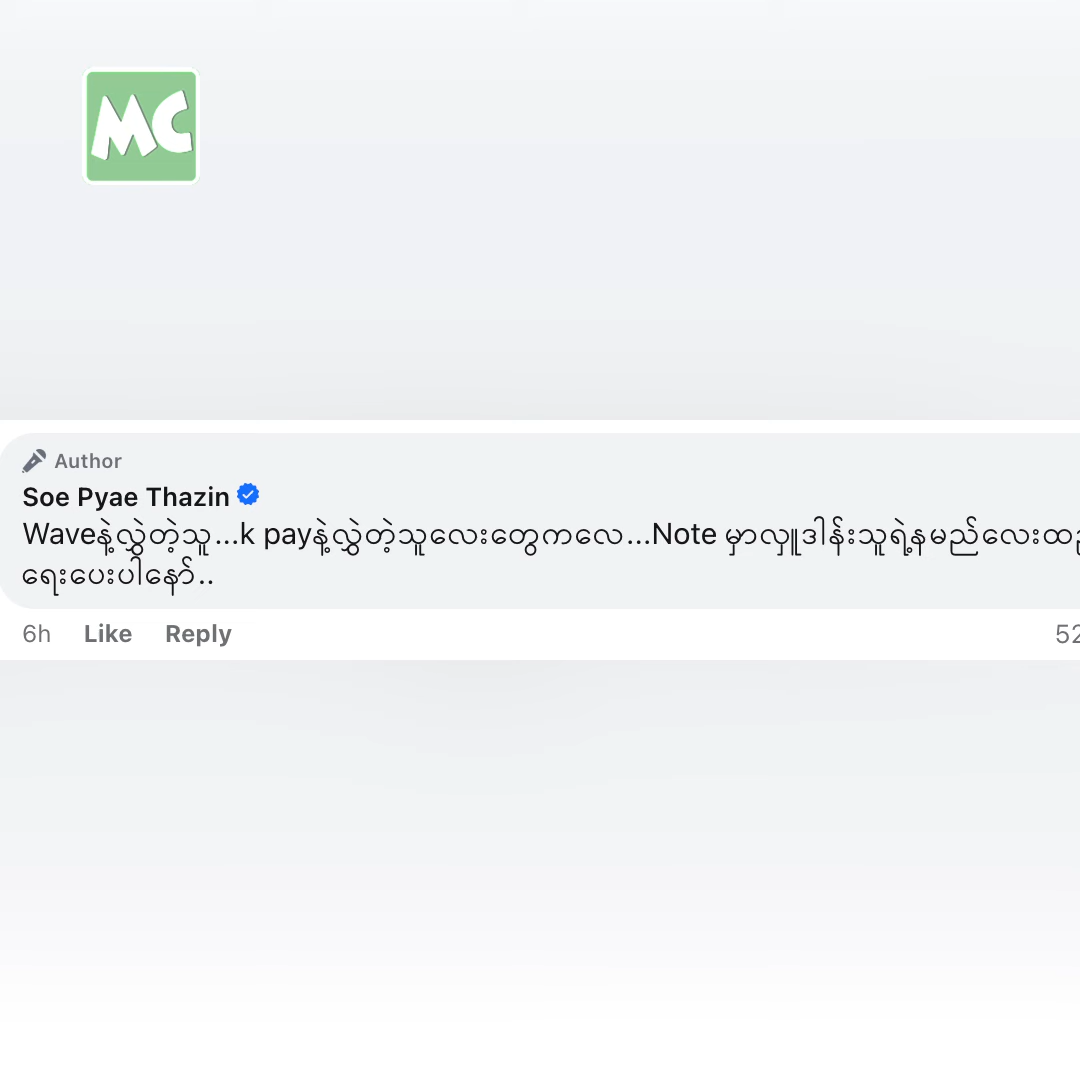 MC
Author
Soe Pyae Thazin
Waveနဲ့လွှဲတဲ့သူ...k payနဲ့လွှဲတဲ့သူလေးတွေကလေ...Note မှာလှူဒါန်းသူရဲ့နမည်လေး
ရေးပေးပါနော်..
6h Like Reply 52